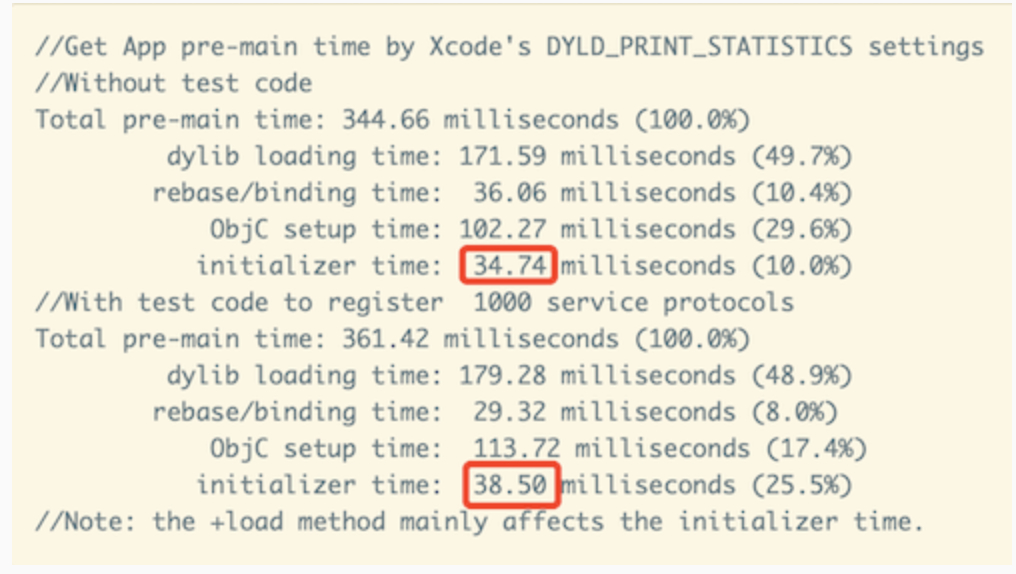 //Get App pre-main time by Xcode's DYLD_PRINT_STATISTICS settings
//Without test code
Total pre-main time: 344.66 milliseconds (100.0%)
dylib loading time: 171.59 milliseconds (49.7%)
rebase/binding time: 36.06 milliseconds (10.4%)
ObjC setup time: 102.27 milliseconds (29.6%)
initializer time: 34.74 milliseconds (10.0%)
//With test code to register 1000 service protocols
Total pre-main time: 361.42 milliseconds (100.0%)
dylib loading time: 179.28 milliseconds (48.9%)
rebase/binding time: 29.32 milliseconds (8.0%)
ObjC setup time: 113.72 milliseconds (17.4%)
initializer time: 38.50 milliseconds (25.5%)
//Note: the +load method mainly affects the initializer time.